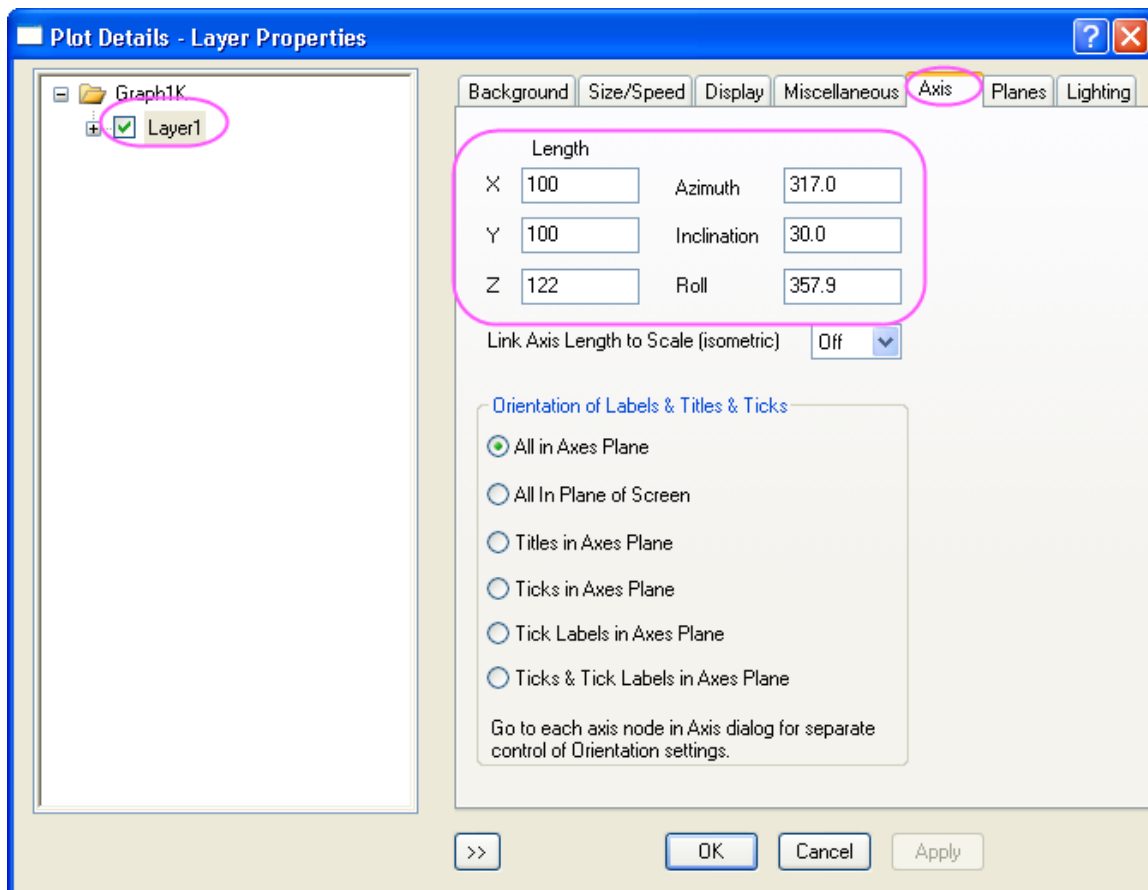 Plot Details - Layer Properties
Graph1K
Layer1
Background Size/Speed Display Miscellaneous Axis Planes Lighting
Length
X 100 Azimuth 317.0
Y 100 Inclination 30.0
Z 122 Roll 357.9
Link Axis Length to Scale (isometric) Off
Orientation of Labels & Titles & Ticks
All in Axes Plane
All In Plane of Screen
Titles in Axes Plane
Ticks in Axes Plane
Tick Labels in Axes Plane
Ticks & Tick Labels in Axes Plane
Go to each axis node in Axis dialog for separate
control of Orientation settings.
>> OK Cancel Apply